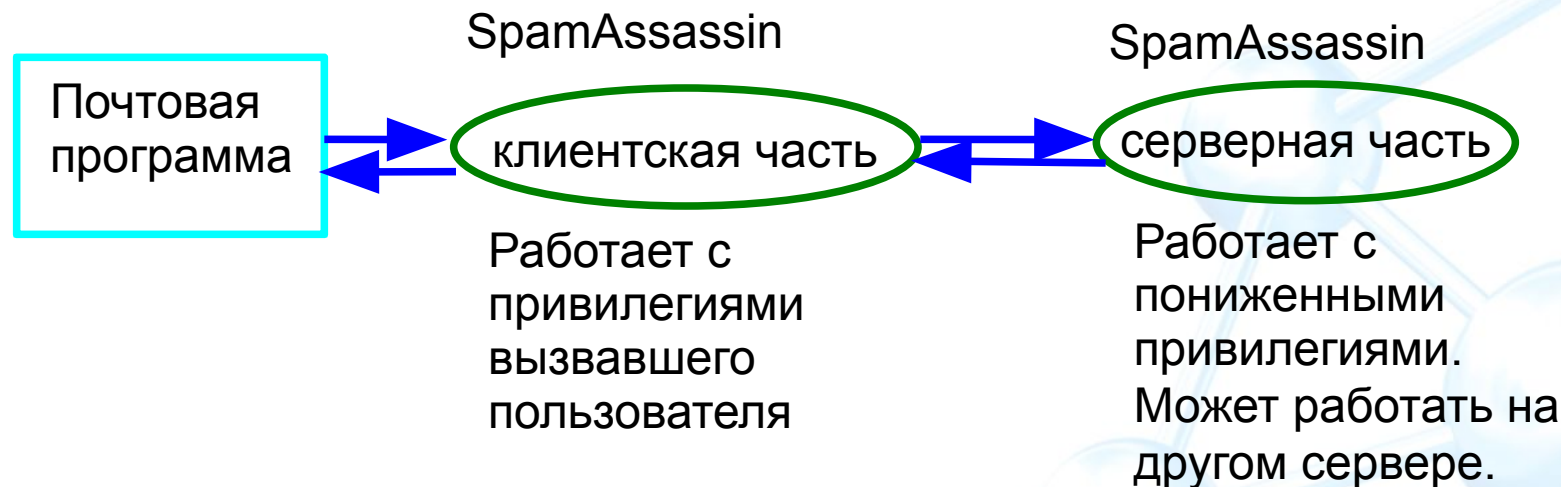 SpamAssassin
SpamAssassin
Почтовая
программа
клиентская часть
серверная часть
Работает с
привилегиями
вызвавшего
пользователя
Работает с
пониженными
привилегиями.
Может работать на
другом сервере.